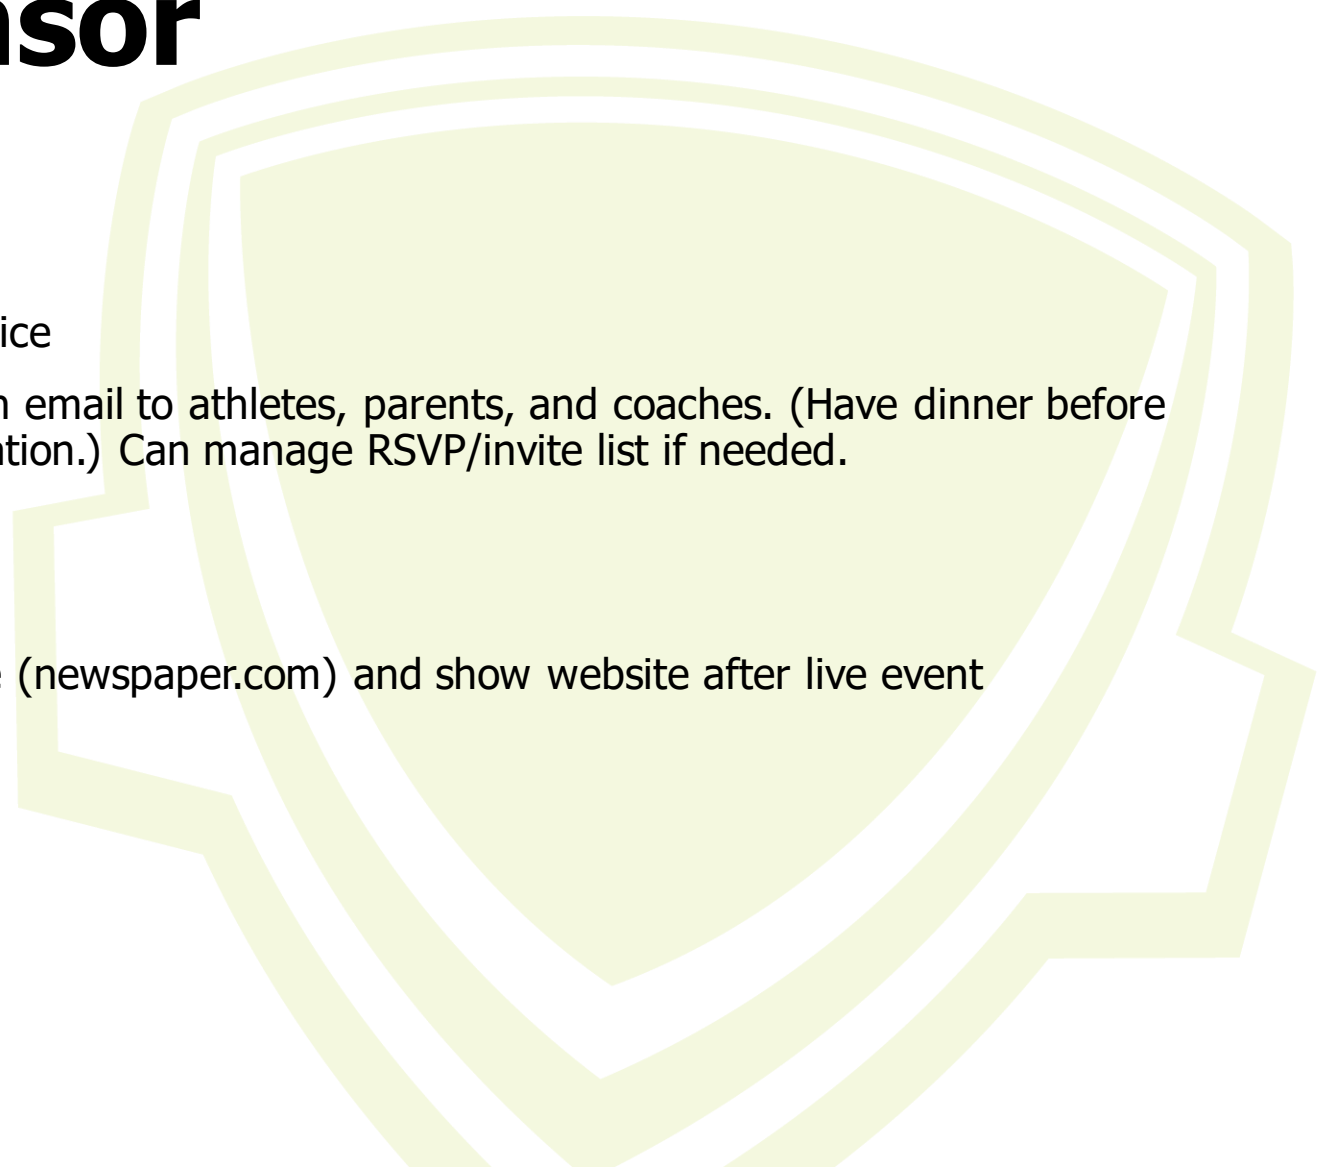 nsor
ice
n email to athletes, parents, and coaches. (Have dinner before
ation.) Can manage RSVP/invite list if needed.
e (newspaper.com) and show website after live event